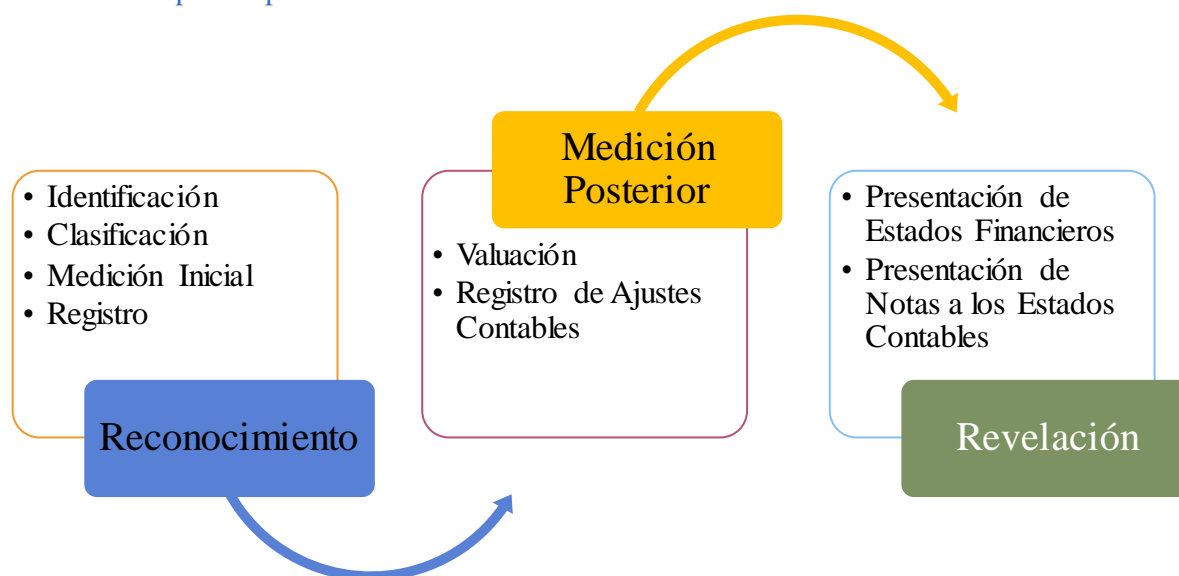 • Identificación
• Clasificación
• Medición Inicial
• Registro
Reconocimiento
Medición
Posterior
• Valuación
• Registro de Ajustes
Contables
• Presentación de
Estados Financieros
• Presentación de
Notas a los Estados
Contables
Revelación